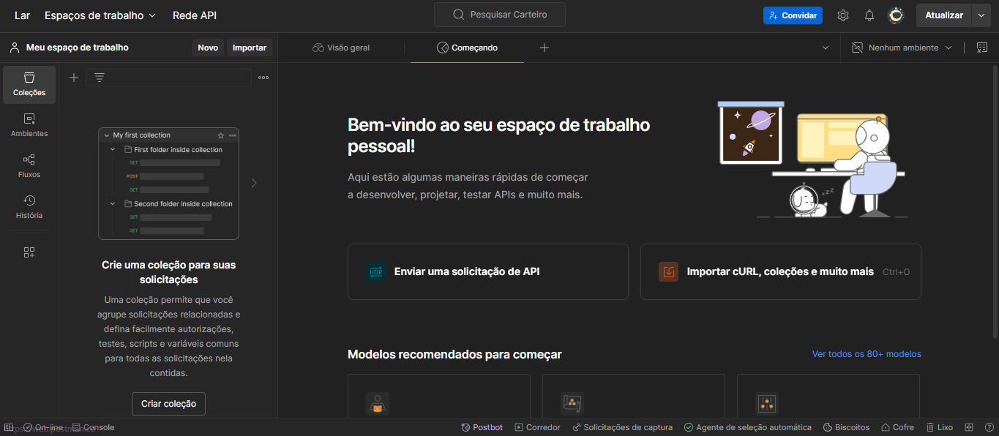 Lar Espaços de trabalho Rede API Pesquisar Carteiro Convidar Atualizar
Meu espaço de trabalho Novo Importar Visão geral Começando Nenhum ambiente
Coleções
Ambientes
Fluxos
História
My first collection
First folder inside collection
GET
POST
GET
Second folder inside collection
GET
GET
Crie uma coleção para suas
solicitações
Uma coleção permite que você
agrupe solicitações relacionadas e
defina facilmente autorizações,
testes, scripts e variáveis comuns
para todas as solicitações nela
contidas.
Criar coleção
Bem-vindo ao seu espaço de trabalho
pessoal!
Aqui estão algumas maneiras rápidas de começar
a desenvolver, projetar, testar APIs e muito mais.
zzz
HTTP Enviar uma solicitação de API
Importar cURL, coleções e muito mais Ctrl+O
Modelos recomendados para começar Ver todos os 80+ modelos
On-line Console Postbot Corredor Solicitações de captura Agente de seleção automática Biscoitos Cofre Lixo